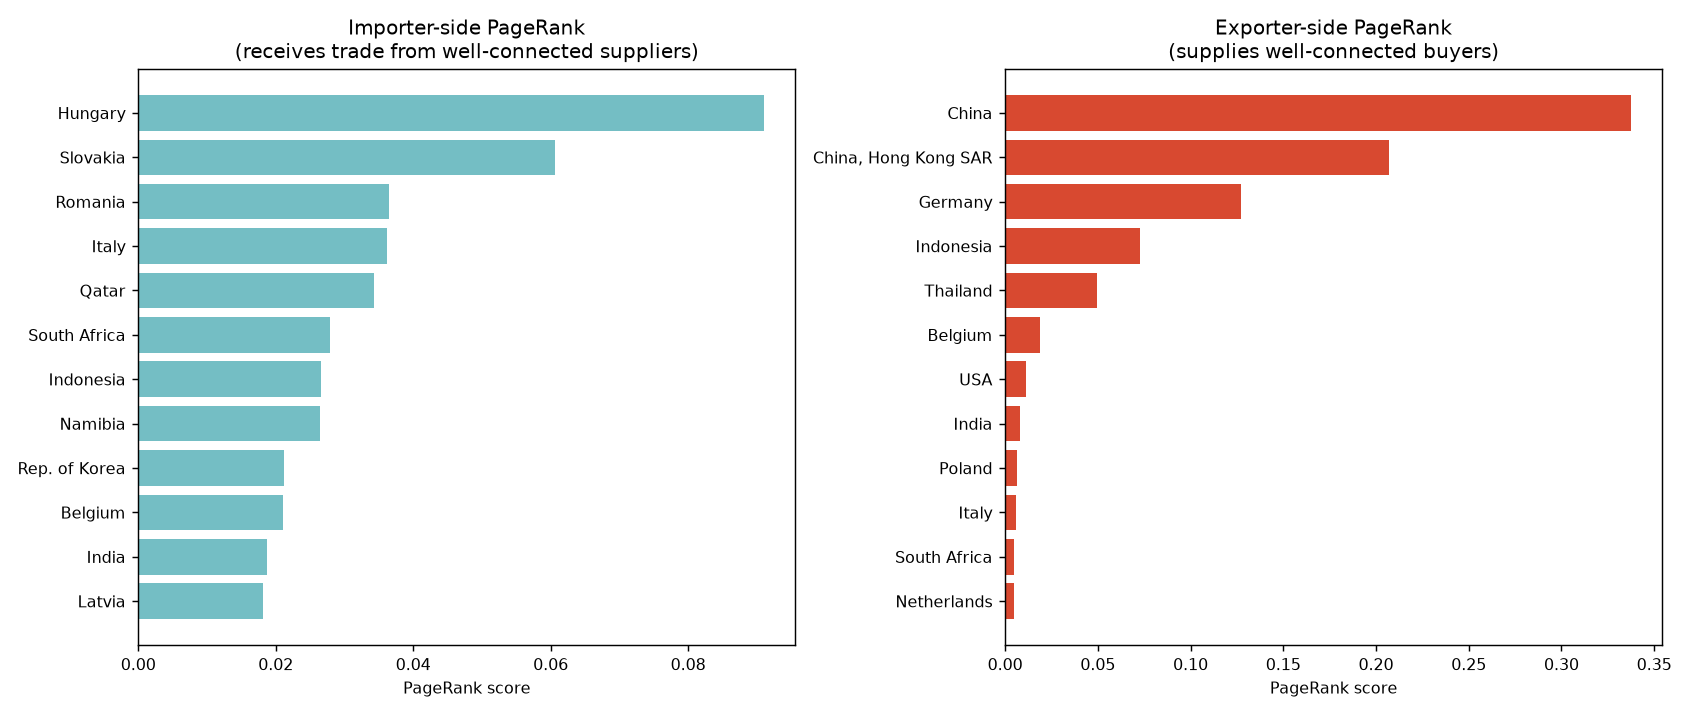 Importer-side PageRank
(receives trade from well-connected suppliers)
Hungary
Slovakia
Romania
Italy
Qatar
South Africa
Indonesia
Namibia
Rep. of Korea
Belgium
India
Latvia
0.00 0.02 0.04 0.06 0.08
PageRank score
Exporter-side PageRank
(supplies well-connected buyers)
China
China, Hong Kong SAR
Germany
Indonesia
Thailand
Belgium
USA
India
Poland
Italy
South Africa
Netherlands
0.00 0.05 0.10 0.15 0.20 0.25 0.30 0.35
PageRank score